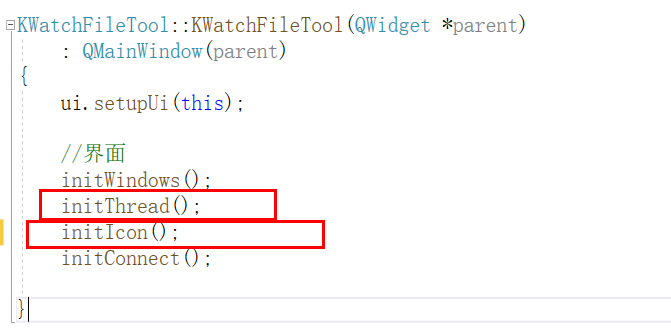 KWatchFileTool::KWatchFileTool(QWidget *parent)
: QMainWindow(parent)
{
ui.setupUi(this);
//界面
initWindows();
initThread();
initIcon();
initConnect();
}